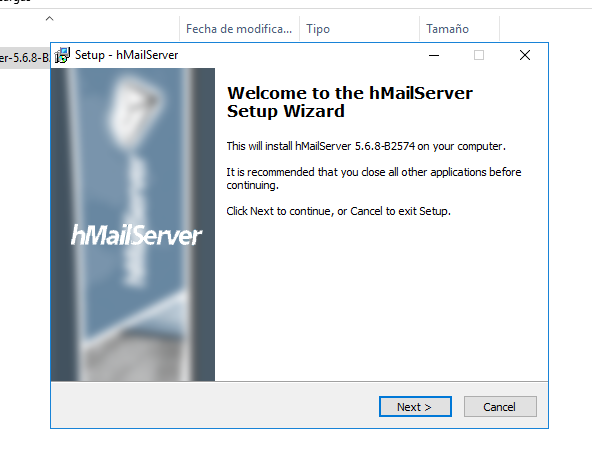 Fecha de modifica...
Tipo
Tamaño
er-5.6.8-B2
Setup - hMailServer
Welcome to the hMailServer
Setup Wizard
This will install hMailServer 5.6.8-B2574 on your computer.
It is recommended that you close all other applications before
continuing.
Click Next to continue, or Cancel to exit Setup.
hMailServer
hMailServer
Next >
Cancel